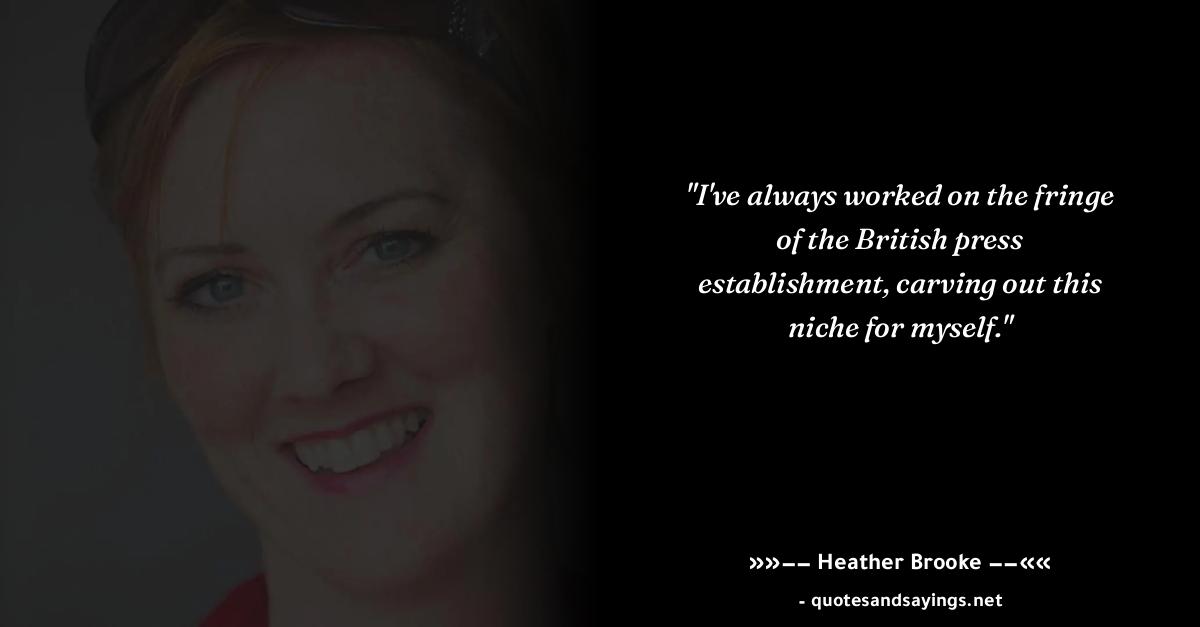 "I've always worked on the fringe
of the British press
establishment, carving out this
niche for myself."
»»–– Heather Brooke ––««
- quotesandsayings.net